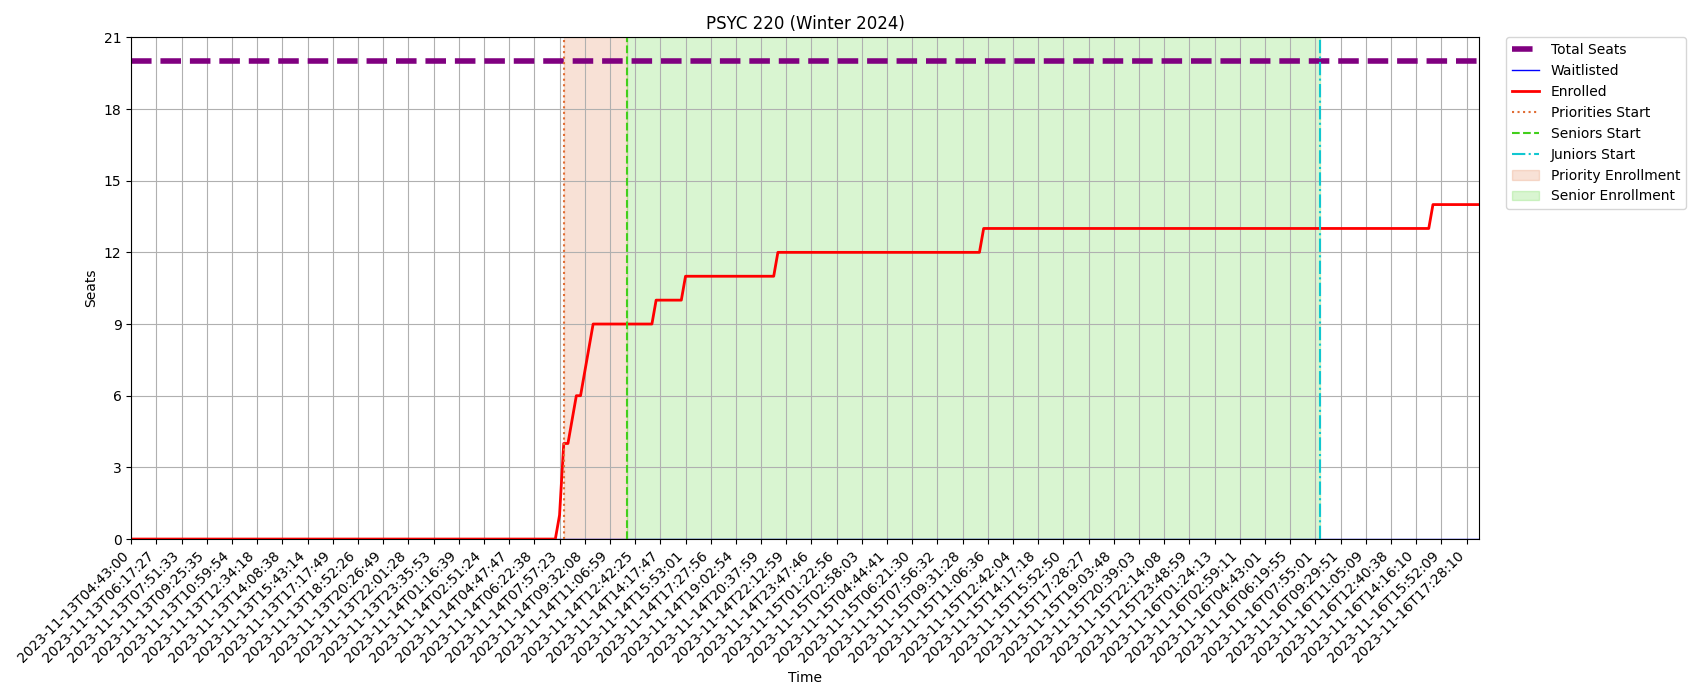 PSYC 220 (Winter 2024)
21
18
15
12
9
6
3
0
Seats
2023-11-13T04:43:00
2023-11-13T06:17:27
2023-11-13T07:51:33
2023-11-13T09:25:35
2023-11-13T10:59:54
2023-11-13T12:34:18
2023-11-13T14:08:38
2023-11-13T15:43:14
2023-11-13T17:17:49
2023-11-13T18:52:26
2023-11-13T20:26:49
2023-11-13T22:01:28
2023-11-13T23:35:53
2023-11-14T01:16:39
2023-11-14T02:51:24
2023-11-14T04:47:47
2023-11-14T06:22:38
2023-11-14T07:57:23
2023-11-14T09:32:08
2023-11-14T11:06:59
2023-11-14T12:42:25
2023-11-14T14:17:47
2023-11-14T15:53:01
2023-11-14T17:27:56
2023-11-14T19:02:54
2023-11-14T20:37:59
2023-11-14T22:12:59
2023-11-14T23:47:46
2023-11-15T01:22:56
2023-11-15T02:58:03
2023-11-15T04:44:41
2023-11-15T06:21:30
2023-11-15T07:56:32
2023-11-15T09:31:28
2023-11-15T11:06:36
2023-11-15T12:42:04
2023-11-15T14:17:18
2023-11-15T15:52:50
2023-11-15T17:28:27
2023-11-15T19:03:48
2023-11-15T20:39:03
2023-11-15T22:14:08
2023-11-15T23:48:59
2023-11-16T01:24:13
2023-11-16T02:59:11
2023-11-16T04:43:01
2023-11-16T06:19:55
2023-11-16T07:55:01
2023-11-16T09:29:51
2023-11-16T11:05:09
2023-11-16T12:40:38
2023-11-16T14:16:10
2023-11-16T15:52:09
2023-11-16T17:28:10
Time
Total Seats
Waitlisted
Enrolled
Priorities Start
Seniors Start
Juniors Start
Priority Enrollment
Senior Enrollment